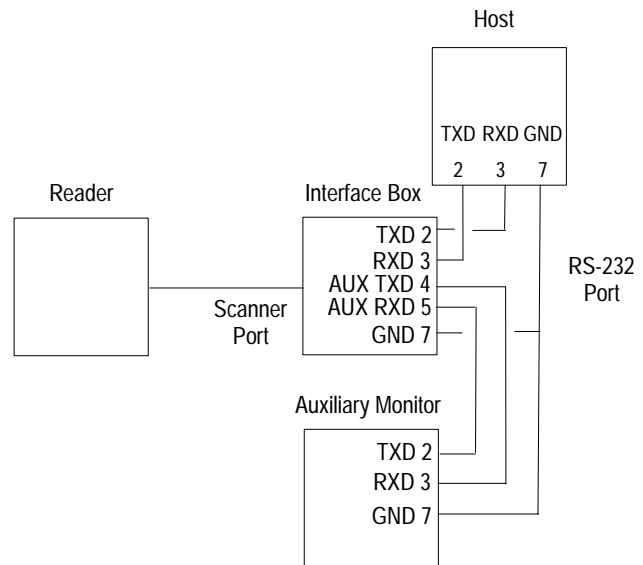 Host
TXD RXD GND
2 3 7
Reader
Interface Box
TXD 2
RXD 3
AUX TXD 4
AUX RXD 5
GND 7
Scanner
Port
RS-232
Port
Auxiliary Monitor
TXD 2
RXD 3
GND 7